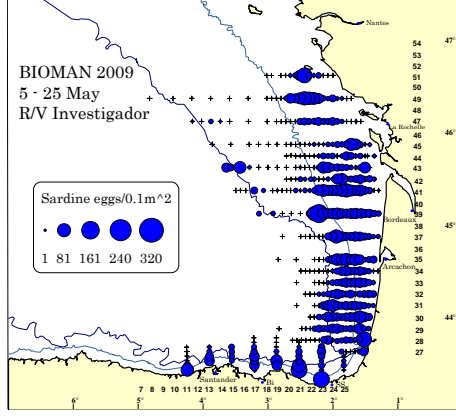 Nantes
47°
54
53
52
51
50
49
48
47
46
45
44
43
42
41
40
39
38
37
36
35
34
33
32
31
30
29
28
27
BIOMAN 2009
5 - 25 May
R/V Investigador
La Rochelle
46°
Sardine eggs/0.1m^2
1 81 161 240 320
Bordeaux
45°
Arcachon
44°
Santander
Bi
SS
7 8 9 10 11 12 13 14 15 16 17 18 19 20 21 22 23 24 25
6° 4° 3° 2° 1°